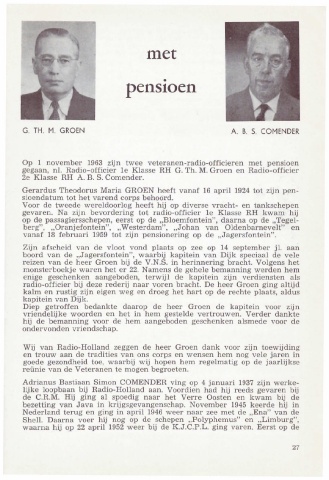 met
pensioen
G. TH. M. GROEN
A. B. S. COMENDER
Op 1 november 1963 zijn twee veteranen-radio-officieren met pensioen
gegaan, nl. Radio-officier 1e Klasse RH G. Th. M. Groen en Radio-officier
2e Klasse RH A. B. S. Comender.
Gerardus Theodorus Maria GROEN heeft vanaf 16 april 1924 tot zijn pen-
sioendatum tot het varend corps behoord.
Voor de tweede wereldoorlog heeft hij op diverse vracht- en tankschepen
gevaren. Na zijn bevordering tot radio-officier 1e Klasse RH kwam hij
op de passagiersschepen, eerst op de „Bloemfontein”, daarna op de „Tegel-
berg”, „Oranjefontein”, „Westerdam”, „Johan van Oldenbarnevelt” en
vanaf 18 februari 1959 tot zijn pensionering op de „Jagersfontein”.
Zijn afscheid van de vloot vond plaats op zee op 14 september jl. aan
boord van de „Jagersfontein”, waarbij kapitein van Dijk speciaal de vele
reizen van de heer Groen bij de V.N.S. in herinnering bracht. Volgens het
monsterboekje waren het er 22. Namens de gehele bemanning werden hem
enige geschenken aangeboden, terwijl de kapitein zijn verdiensten als
radio-officier bij deze rederij naar voren bracht. De heer Groen ging altijd
kalm en rustig zijn eigen weg en droeg het hart op de rechte plaats, aldus
kapitein van Dijk.
Diep getroffen bedankte daarop de heer Groen de kapitein voor zijn
vriendelijke woorden en het in hem gestelde vertrouwen. Verder dankte
hij de bemanning voor de hem aangeboden geschenken alsmede voor de
ondervonden vriendschap.
Wij van Radio-Holland zeggen de heer Groen dank voor zijn toewijding
en trouw aan de tradities van ons corps en wensen hem nog vele jaren in
goede gezondheid toe, waarbij wij hopen hem regelmatig op de jaarlijkse
reünie van de Veteranen te mogen begroeten.
Adrianus Bastiaan Simon COMENDER ving op 4 januari 1937 zijn werke-
lijke loopbaan bij Radio-Holland aan. Voordien had hij reeds gevaren bij
de C.R.M. Hij ging al spoedig naar het Verre Oosten en kwam bij de
bezetting van Java in krijgsgevangenschap. November 1945 keerde hij in
Nederland terug en ging in april 1946 weer naar zee met de „Ena” van de
Shell. Daarna voer hij nog op de schepen „Polyphemus” en „Limburg”,
waarna hij op 22 april 1952 weer bij de K.J.C.P.L. ging varen. Eerst op de
27